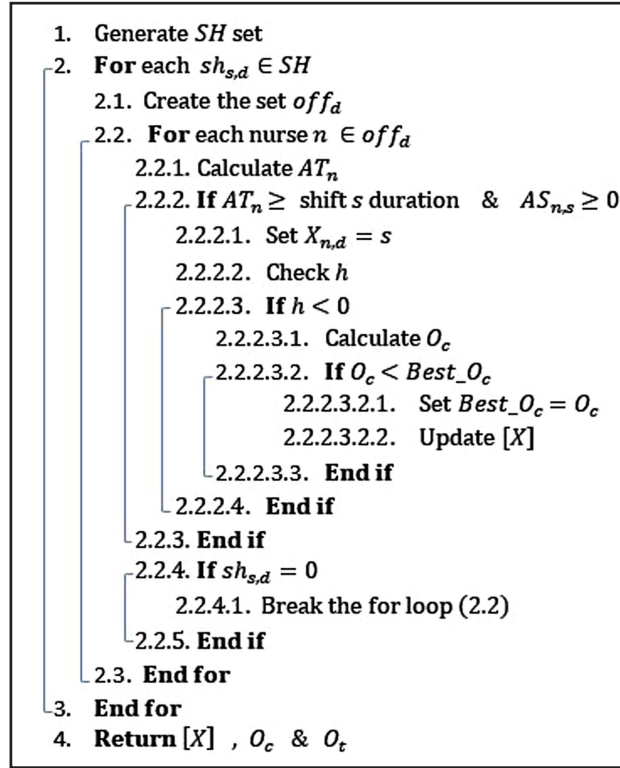 1. Generate SH set
2. For each sh_{s,d} ∈ SH
2.1. Create the set off_d
2.2. For each nurse n ∈ off_d
2.2.1. Calculate AT_n
2.2.2. If AT_n ≥ shift s duration & AS_{n,s} ≥ 0
2.2.2.1. Set X_{n,d} = s
2.2.2.2. Check h
2.2.2.3. If h < 0
2.2.2.3.1. Calculate O_c
2.2.2.3.2. If O_c < Best_O_c
2.2.2.3.2.1. Set Best_O_c = O_c
2.2.2.3.2.2. Update [X]
2.2.2.3.3. End if
2.2.2.4. End if
2.2.3. End if
2.2.4. If sh_{s,d} = 0
2.2.4.1. Break the for loop (2.2)
2.2.5. End if
2.3. End for
3. End for
4. Return [X] , O_c & O_t